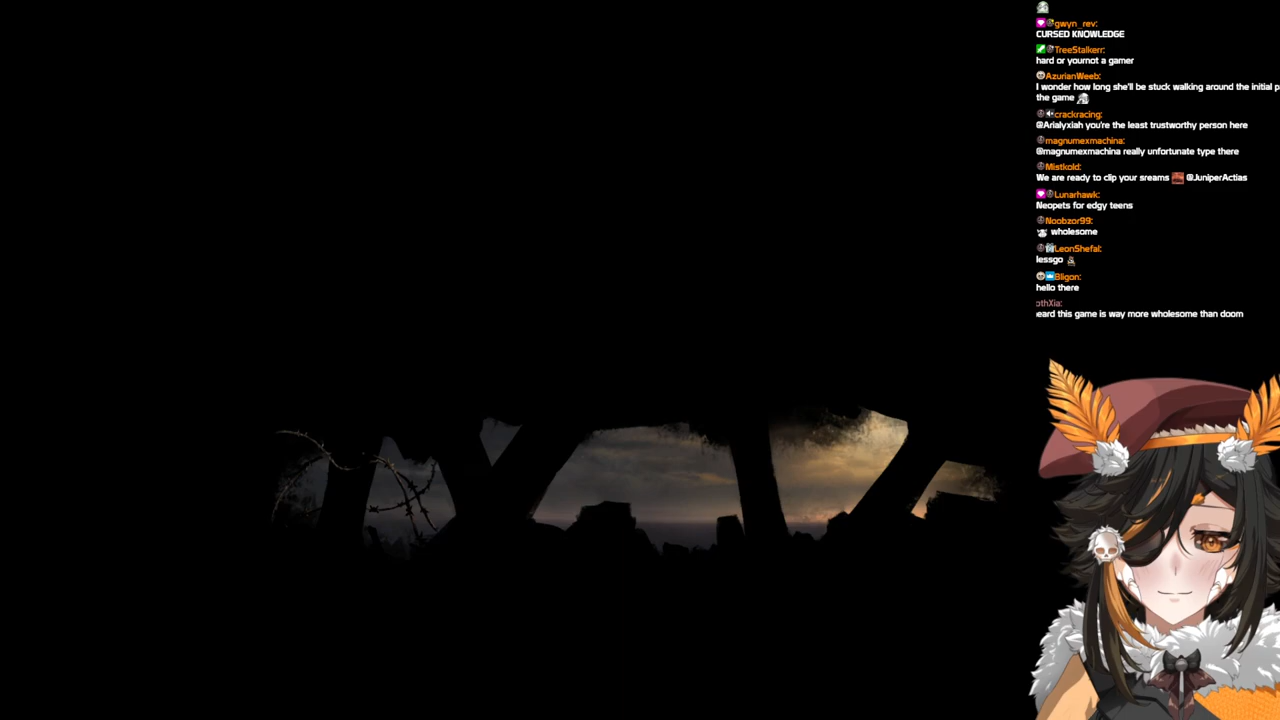 gwyn_rev:
CURSED KNOWLEDGE
TreeStalkerr:
hard or yournot a gamer
AzurianWeeb:
I wonder how long she'll be stuck walking around the initial p
the game
crackracing:
@Arialyxiah you're the least trustworthy person here
magnumexmachina:
@magnumexmachina really unfortunate type there
Mistkold:
We are ready to clip your sreams @JuniperActias
Lunarhawk:
Neopets for edgy teens
Noobzor99:
wholesome
LeonShefal:
lessgo
Bligon:
hello there
othXia:
eard this game is way more wholesome than doom